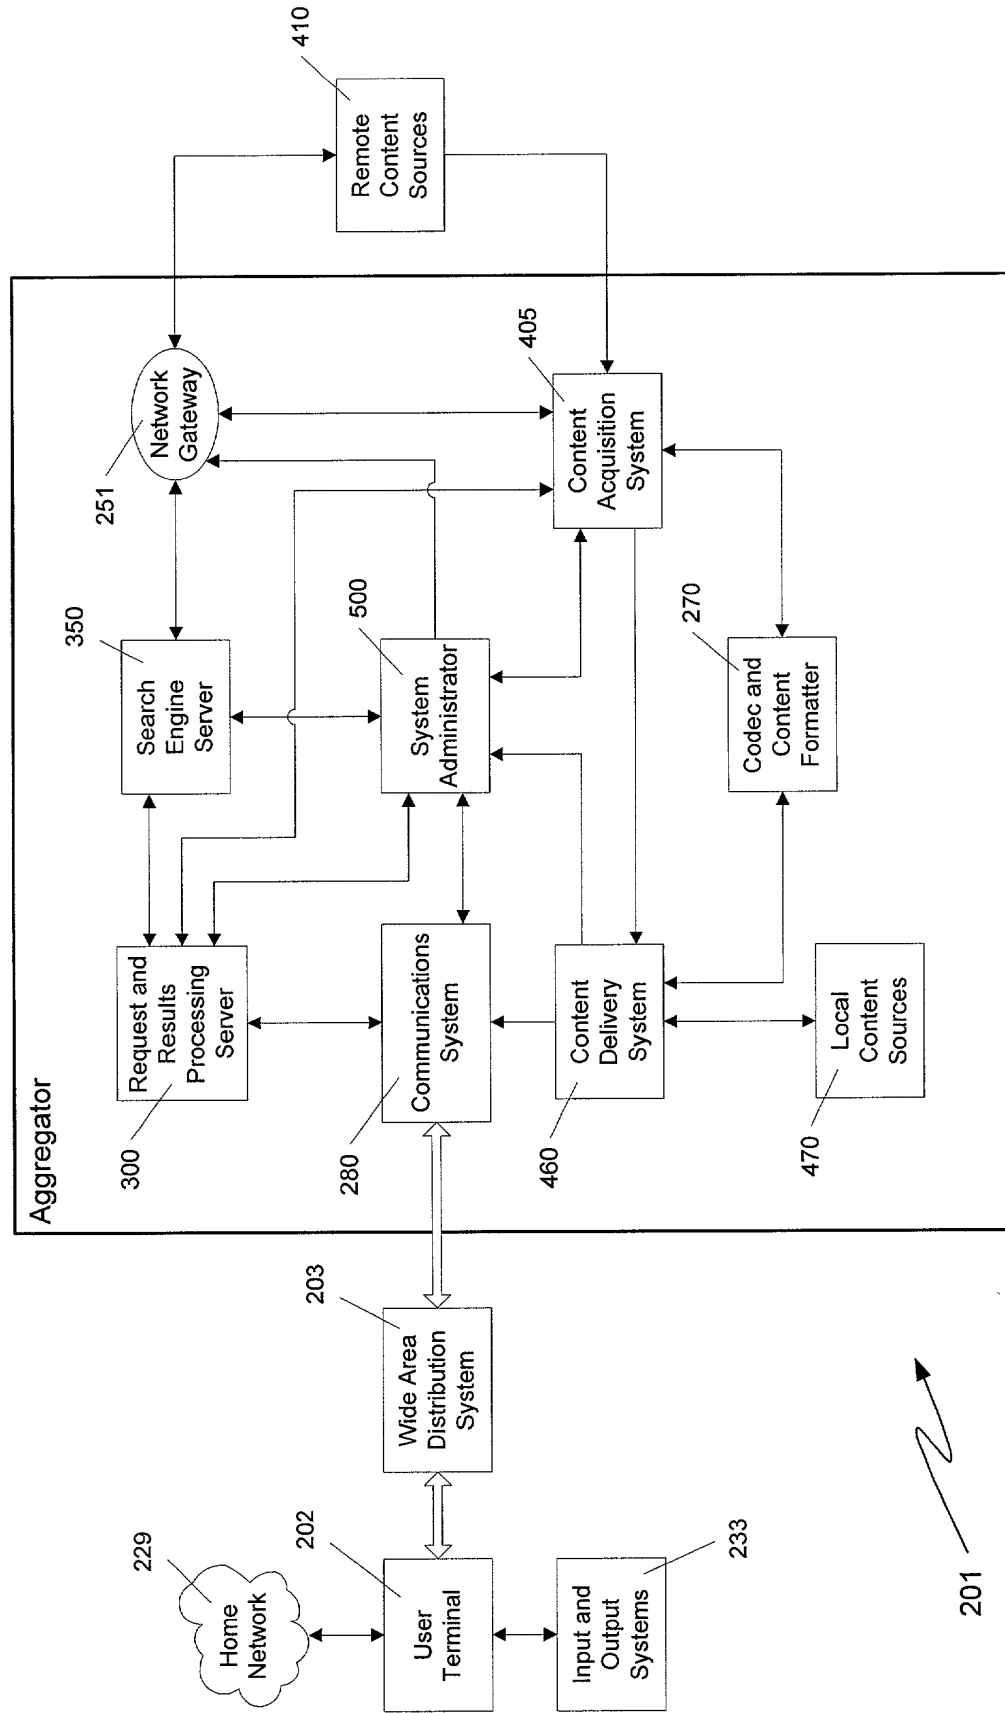 Aggregator
410
Remote
Content
Sources
251
Network
Gateway
350
Search
Engine
Server
300
Request and
Results
Processing
Server
500
System
Administrator
405
Content
Acquisition
System
280
Communications
System
460
Content
Delivery
System
270
Codec and
Content
Formatter
470
Local
Content
Sources
203
Wide Area
Distribution
System
229
Home
Network
202
User
Terminal
233
Input and
Output
Systems
201